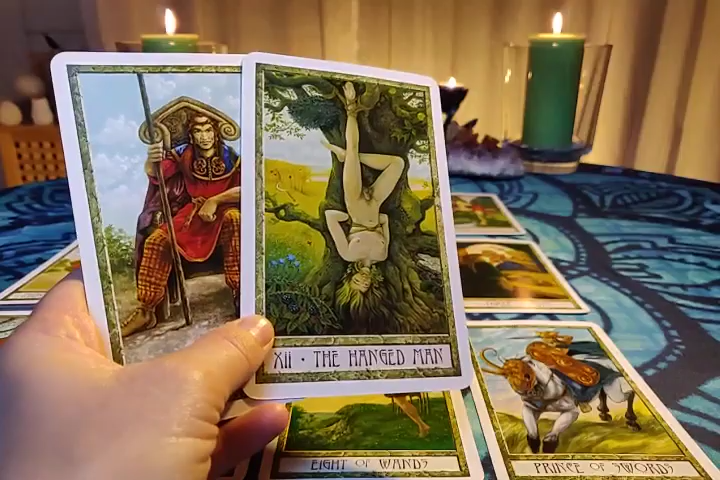 XII • THE HANGED MAN
EIGHT OF WANDS
PRINCE OF SWORDS